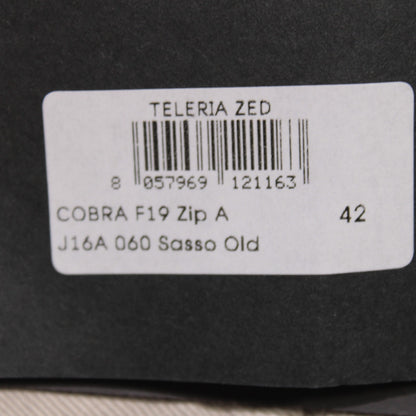 TELERIA ZED
8 057969 121163
COBRA F19 Zip A 42
J16A 060 Sasso Old